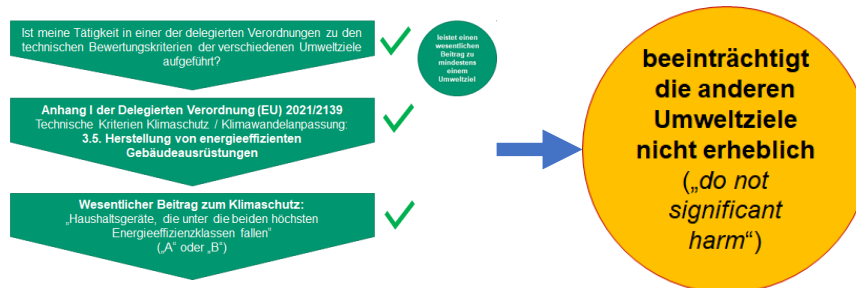 Ist meine Tätigkeit in einer der delegierten Verordnungen zu den
technischen Bewertungskriterien der verschiedenen Umweltziele
aufgeführt?
leistet einen
wesentlichen
Beitrag zu
mindestens
einem
Umweltziel
Anhang I der Delegierten Verordnung (EU) 2021/2139
Technische Kriterien Klimaschutz / Klimawandelanpassung:
3.5. Herstellung von energieeffizienten
Gebäudeausrüstungen
Wesentlicher Beitrag zum Klimaschutz:
„Haushaltsgeräte, die unter die beiden höchsten
Energieeffizienzklassen fallen"
(„A" oder „B")
beeinträchtigt
die anderen
Umweltziele
nicht erheblich
(„do not
significant
harm")